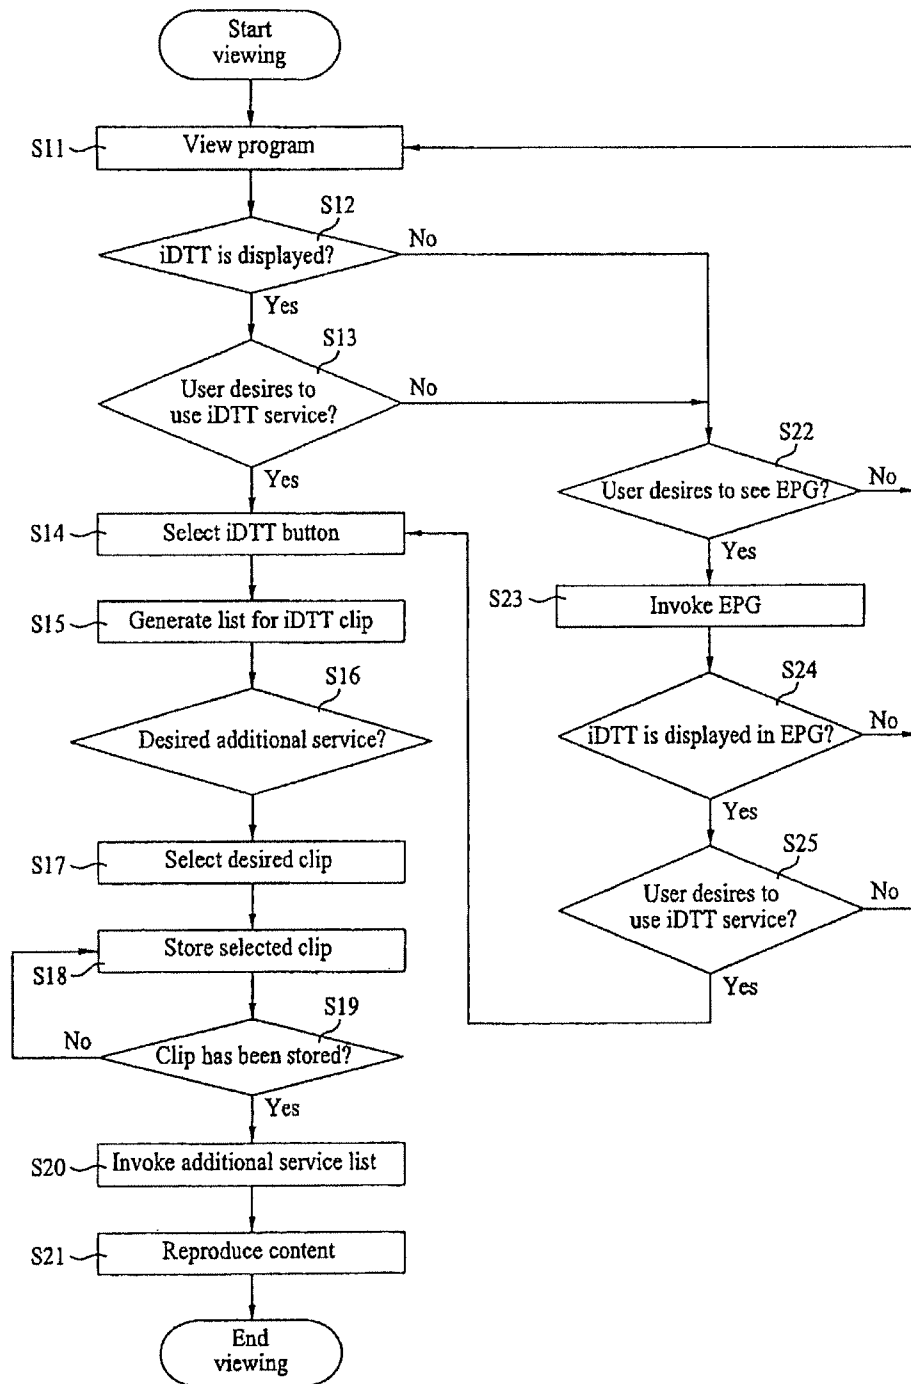 Start
viewing
S11
View program
S12
iDTT is displayed?
No
Yes
S13
User desires to
use iDTT service?
No
Yes
S14
Select iDTT button
S15
Generate list for iDTT clip
S16
Desired additional service?
S17
Select desired clip
S18
Store selected clip
S19
Clip has been stored?
No
Yes
S20
Invoke additional service list
S21
Reproduce content
End
viewing
S22
User desires to see EPG?
No
Yes
S23
Invoke EPG
S24
iDTT is displayed in EPG?
No
Yes
S25
User desires to
use iDTT service?
No
Yes